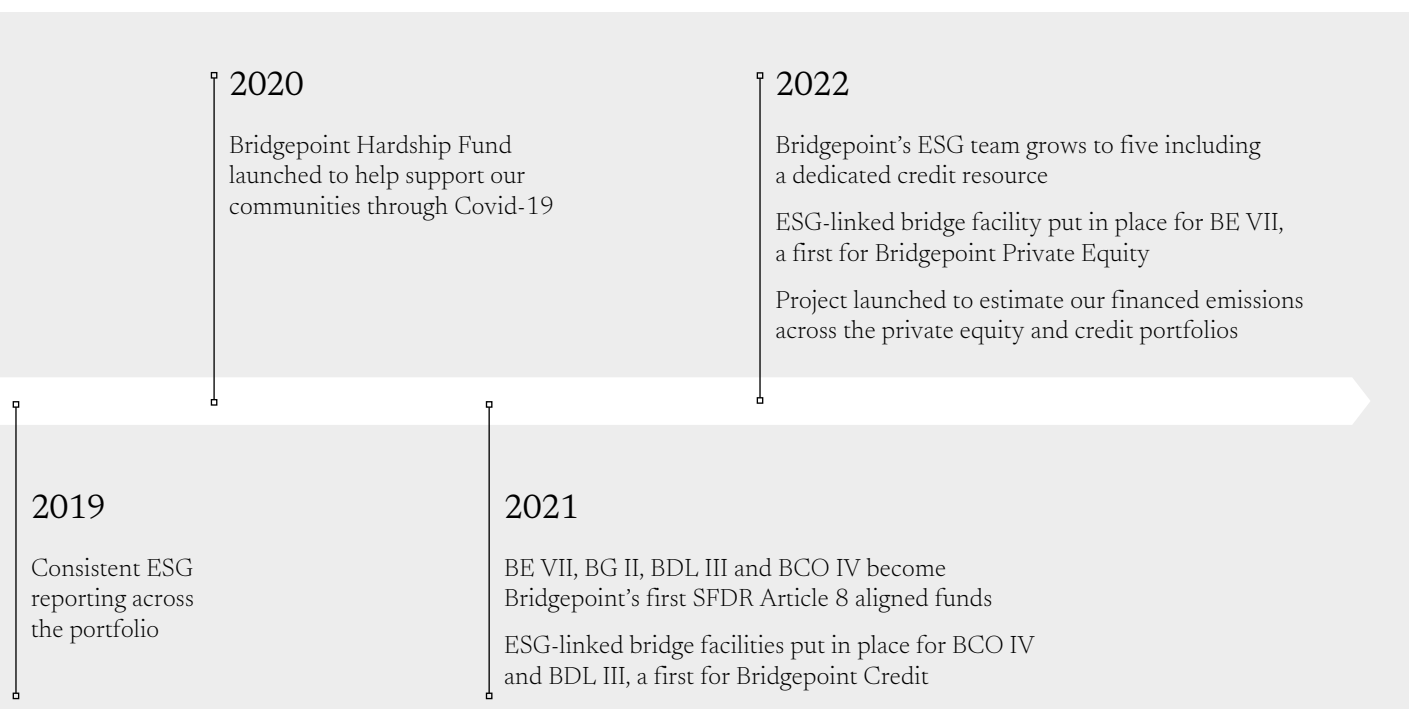 2020
Bridgepoint Hardship Fund
launched to help support our
communities through Covid-19
2022
Bridgepoint’s ESG team grows to five including
a dedicated credit resource
ESG-linked bridge facility put in place for BE VII,
a first for Bridgepoint Private Equity
Project launched to estimate our financed emissions
across the private equity and credit portfolios
2019
Consistent ESG
reporting across
the portfolio
2021
BE VII, BG II, BDL III and BCO IV become
Bridgepoint’s first SFDR Article 8 aligned funds
ESG-linked bridge facilities put in place for BCO IV
and BDL III, a first for Bridgepoint Credit